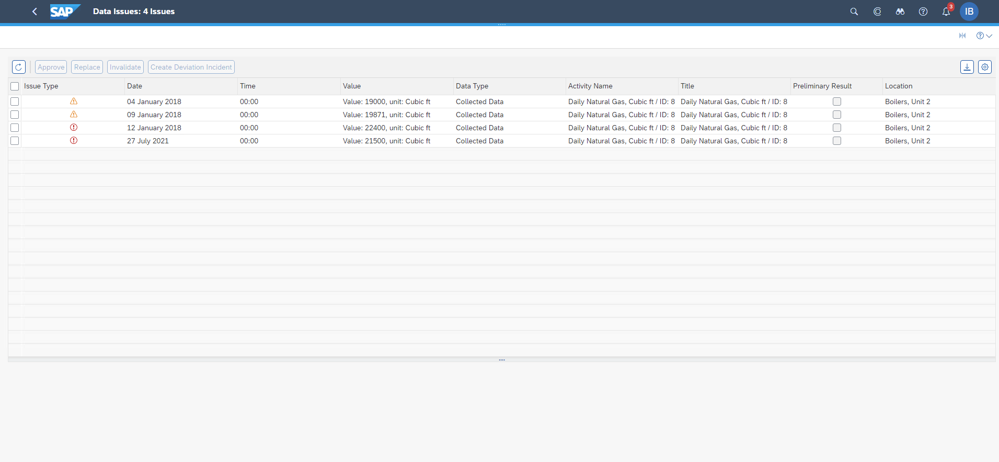 SAP Data Issues: 4 Issues 3 IB
Approve Replace Invalidate Create Deviation Incident
Issue Type Date Time Value Data Type Activity Name Title Preliminary Result Location
04 January 2018 00:00 Value: 19000, unit: Cubic ft Collected Data Daily Natural Gas, Cubic ft / ID: 8 Daily Natural Gas, Cubic ft / ID: 8 Boilers, Unit 2
09 January 2018 00:00 Value: 19871, unit: Cubic ft Collected Data Daily Natural Gas, Cubic ft / ID: 8 Daily Natural Gas, Cubic ft / ID: 8 Boilers, Unit 2
12 January 2018 00:00 Value: 22400, unit: Cubic ft Collected Data Daily Natural Gas, Cubic ft / ID: 8 Daily Natural Gas, Cubic ft / ID: 8 Boilers, Unit 2
27 July 2021 00:00 Value: 21500, unit: Cubic ft Collected Data Daily Natural Gas, Cubic ft / ID: 8 Daily Natural Gas, Cubic ft / ID: 8 Boilers, Unit 2